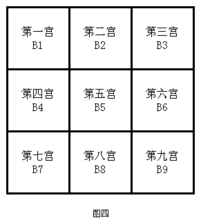 第一宫 第二宫 第三宫
B1 B2 B3
第四宫 第五宫 第六宫
B4 B5 B6
第七宫 第八宫 第九宫
B7 B8 B9
图四